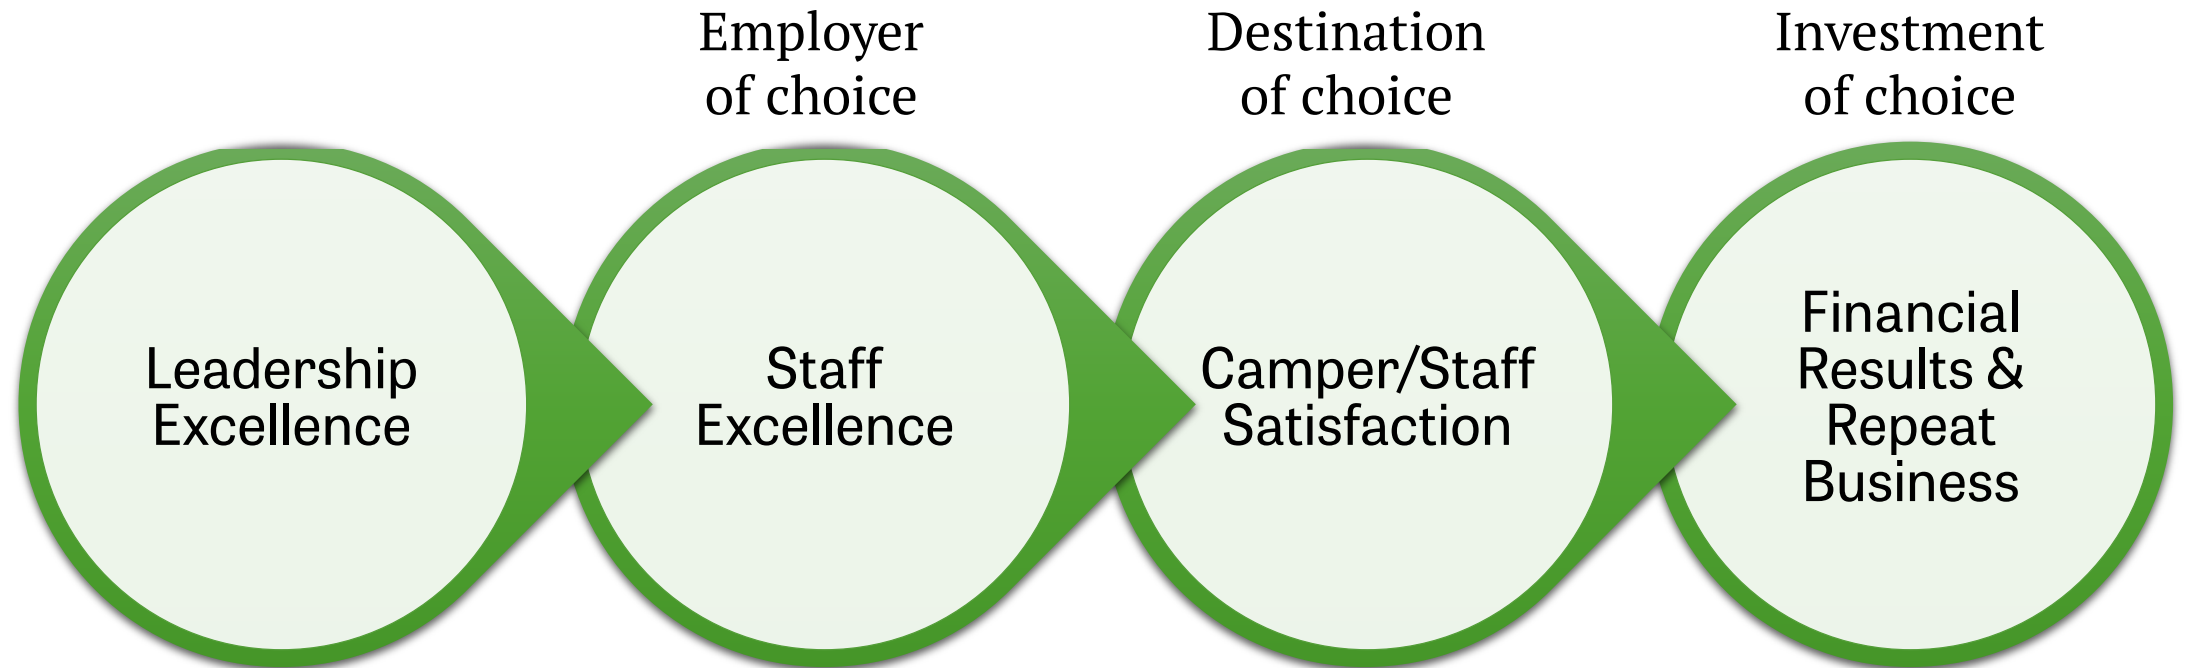 Employer
of choice
Destination
of choice
Investment
of choice
Leadership
Excellence
Staff
Excellence
Camper/Staff
Satisfaction
Financial
Results &
Repeat
Business